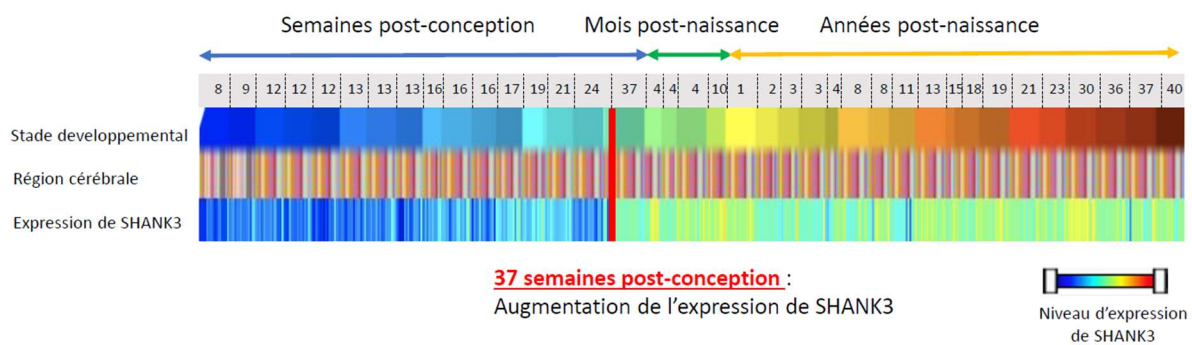 Semaines post-conception Mois post-naissance Années post-naissance
8 9 12 12 12 13 13 13 16 16 16 17 19 21 24 37 4 4 4 10 1 2 3 3 4 8 8 11 13 15 18 19 21 23 30 36 37 40
Stade developpemental
Région cérébrale
Expression de SHANK3
37 semaines post-conception :
Augmentation de l’expression de SHANK3
Niveau d’expression
de SHANK3